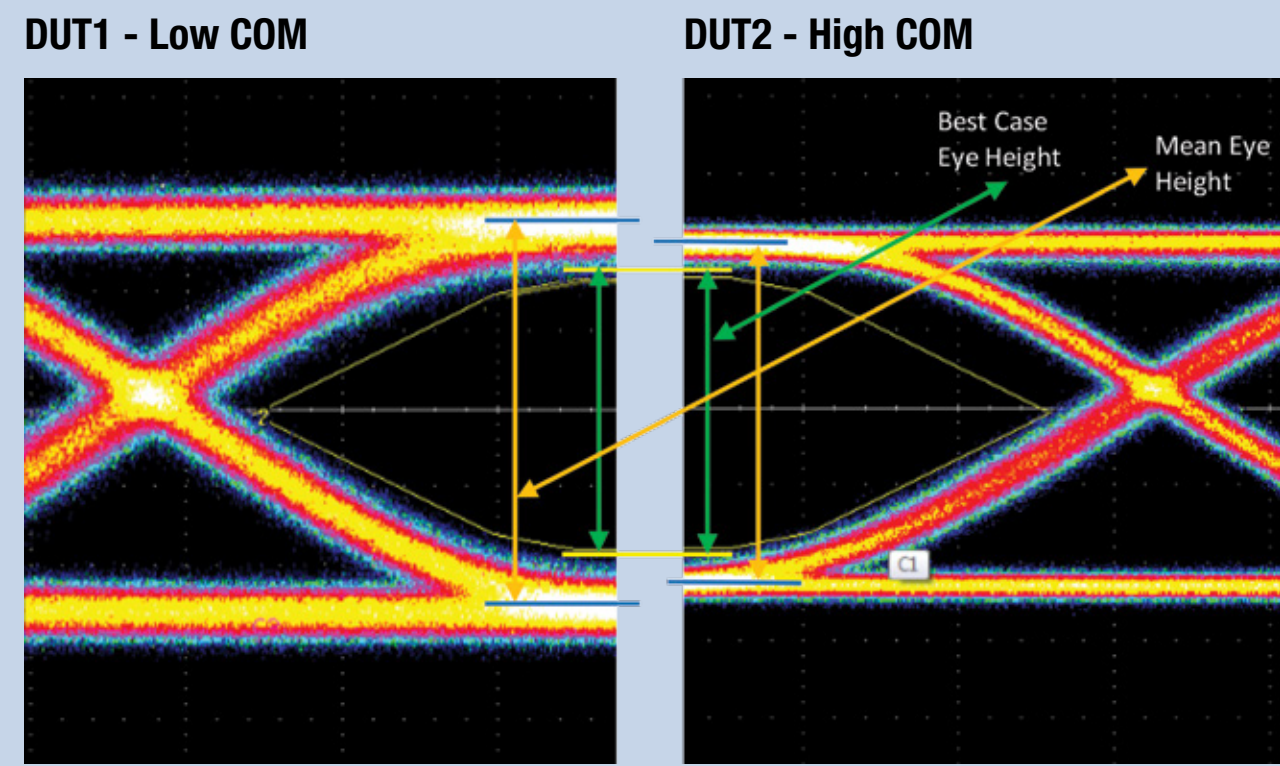 DUT1 - Low COM
DUT2 - High COM
Best Case
Eye Height
Mean Eye
Height
?
C1